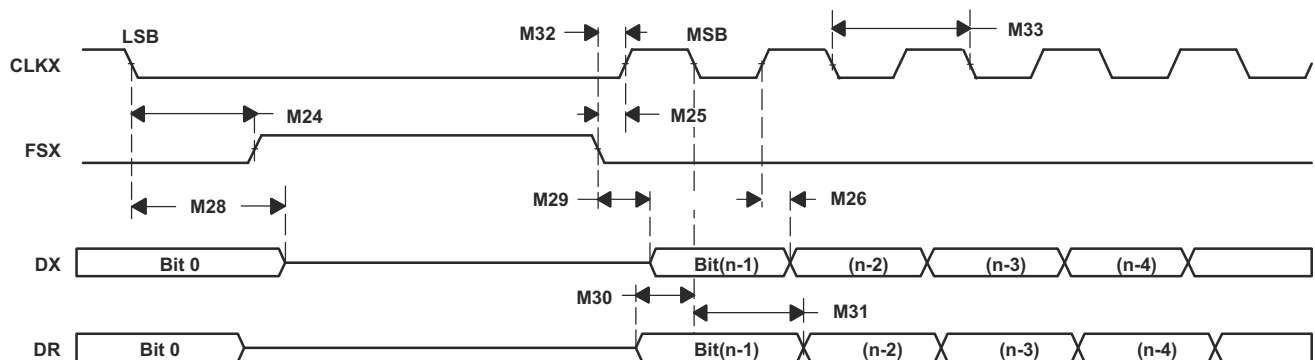 LSB M32 MSB M33
CLKX
M24 M25
FSX
M28 M29 M26
DX Bit 0 Bit(n-1) (n-2) (n-3) (n-4)
M30 M31
DR Bit 0 Bit(n-1) (n-2) (n-3) (n-4)